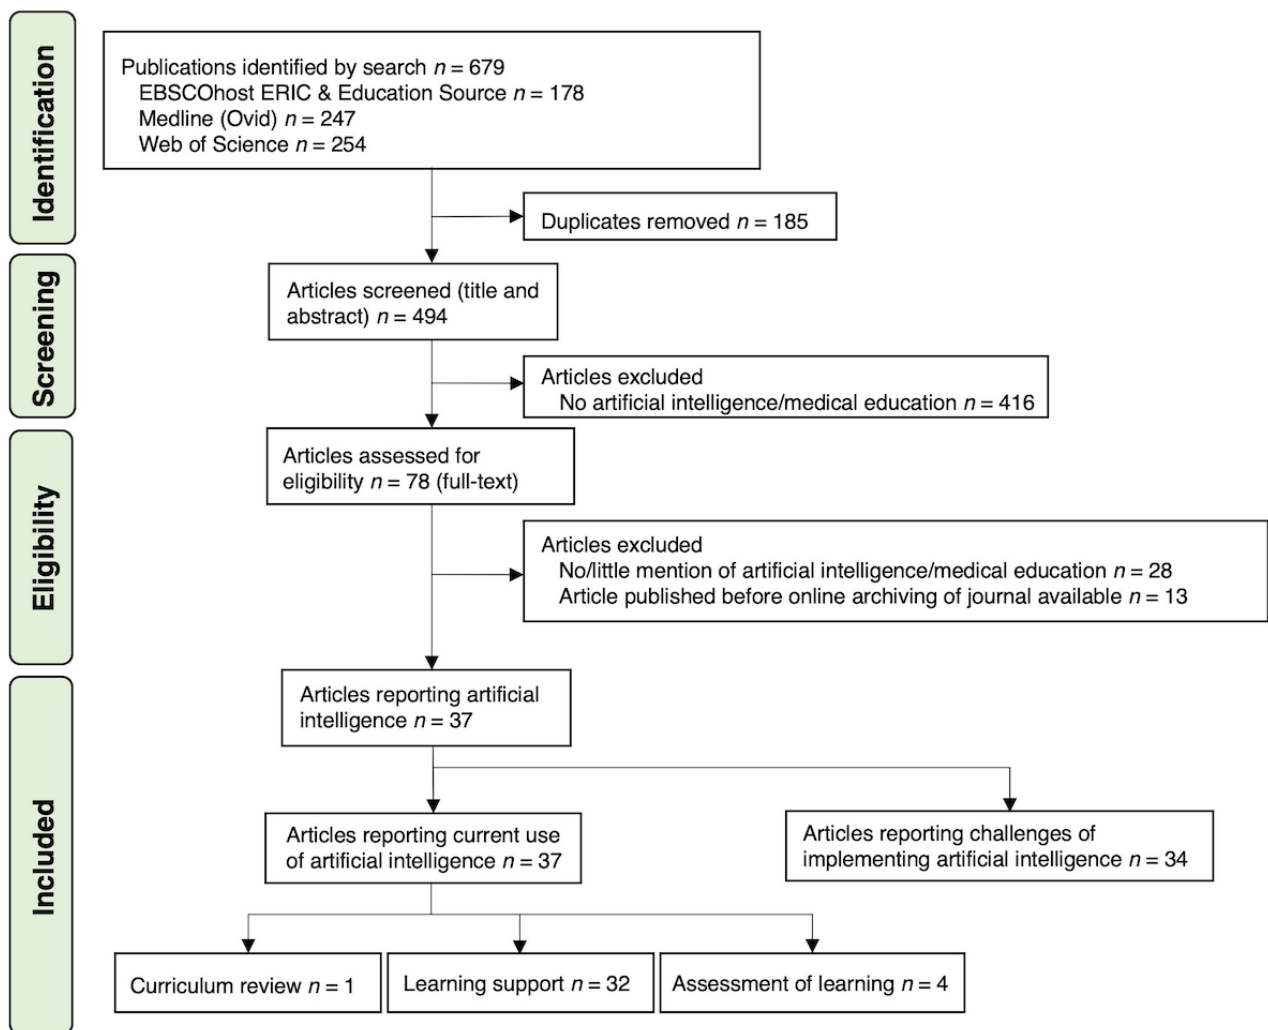 Identification
Publications identified by search n = 679
EBSCOhost ERIC & Education Source n = 178
Medline (Ovid) n = 247
Web of Science n = 254
Duplicates removed n = 185
Screening
Articles screened (title and
abstract) n = 494
Articles excluded
No artificial intelligence/medical education n = 416
Eligibility
Articles assessed for
eligibility n = 78 (full-text)
Articles excluded
No/little mention of artificial intelligence/medical education n = 28
Article published before online archiving of journal available n = 13
Included
Articles reporting artificial
intelligence n = 37
Articles reporting current use
of artificial intelligence n = 37
Articles reporting challenges of
implementing artificial intelligence n = 34
Curriculum review n = 1
Learning support n = 32
Assessment of learning n = 4